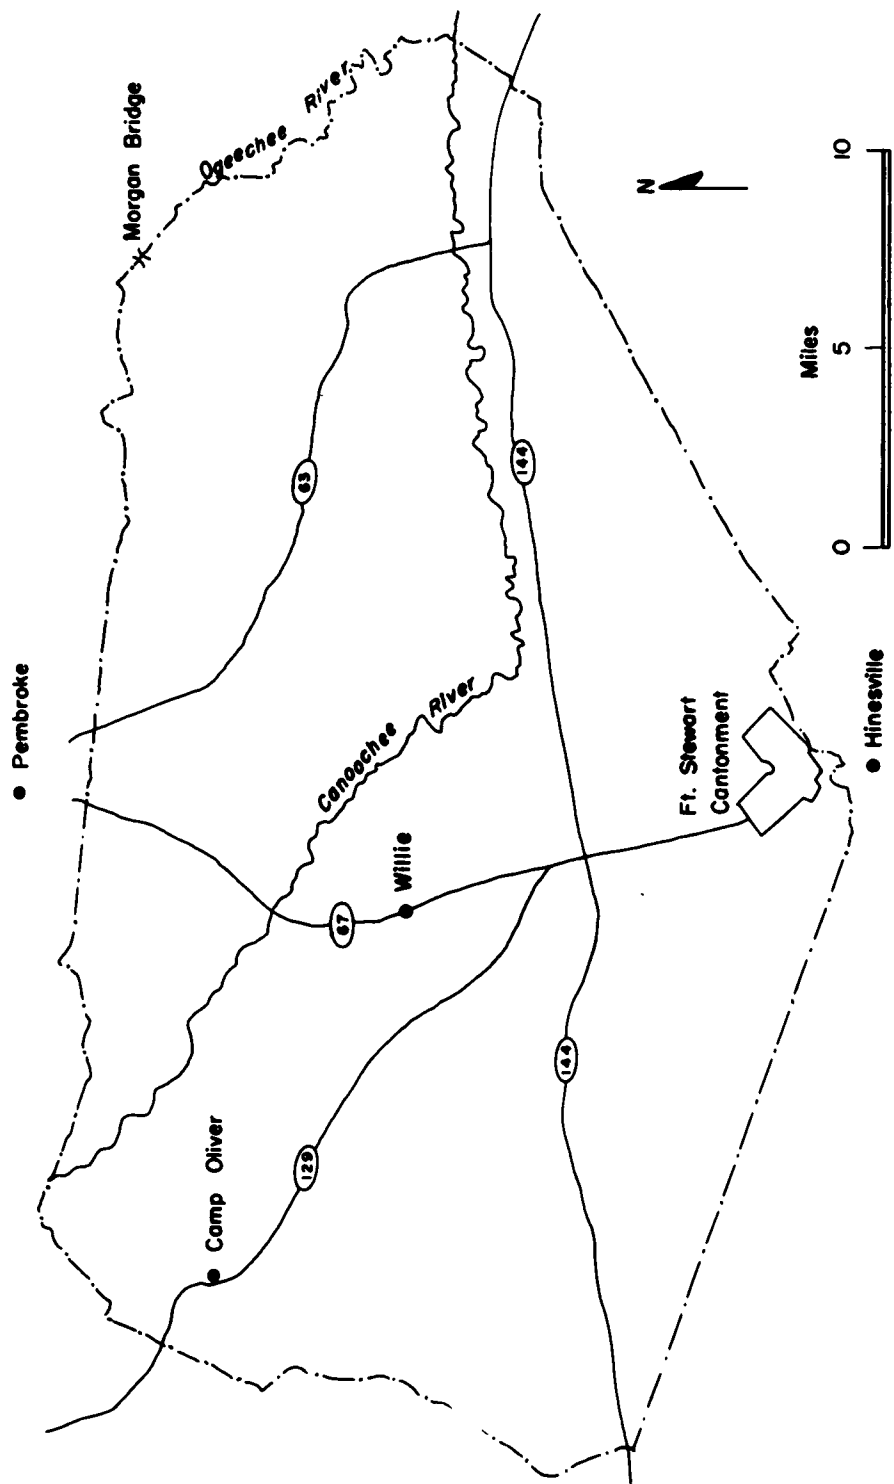 Pembroke
Morgan Bridge
Ogeechee River
63
Canoochee River
67
Willie
Camp Oliver
129
144
144
Ft. Stewart
Cantonment
Hinesville
N
Miles
0 5 10